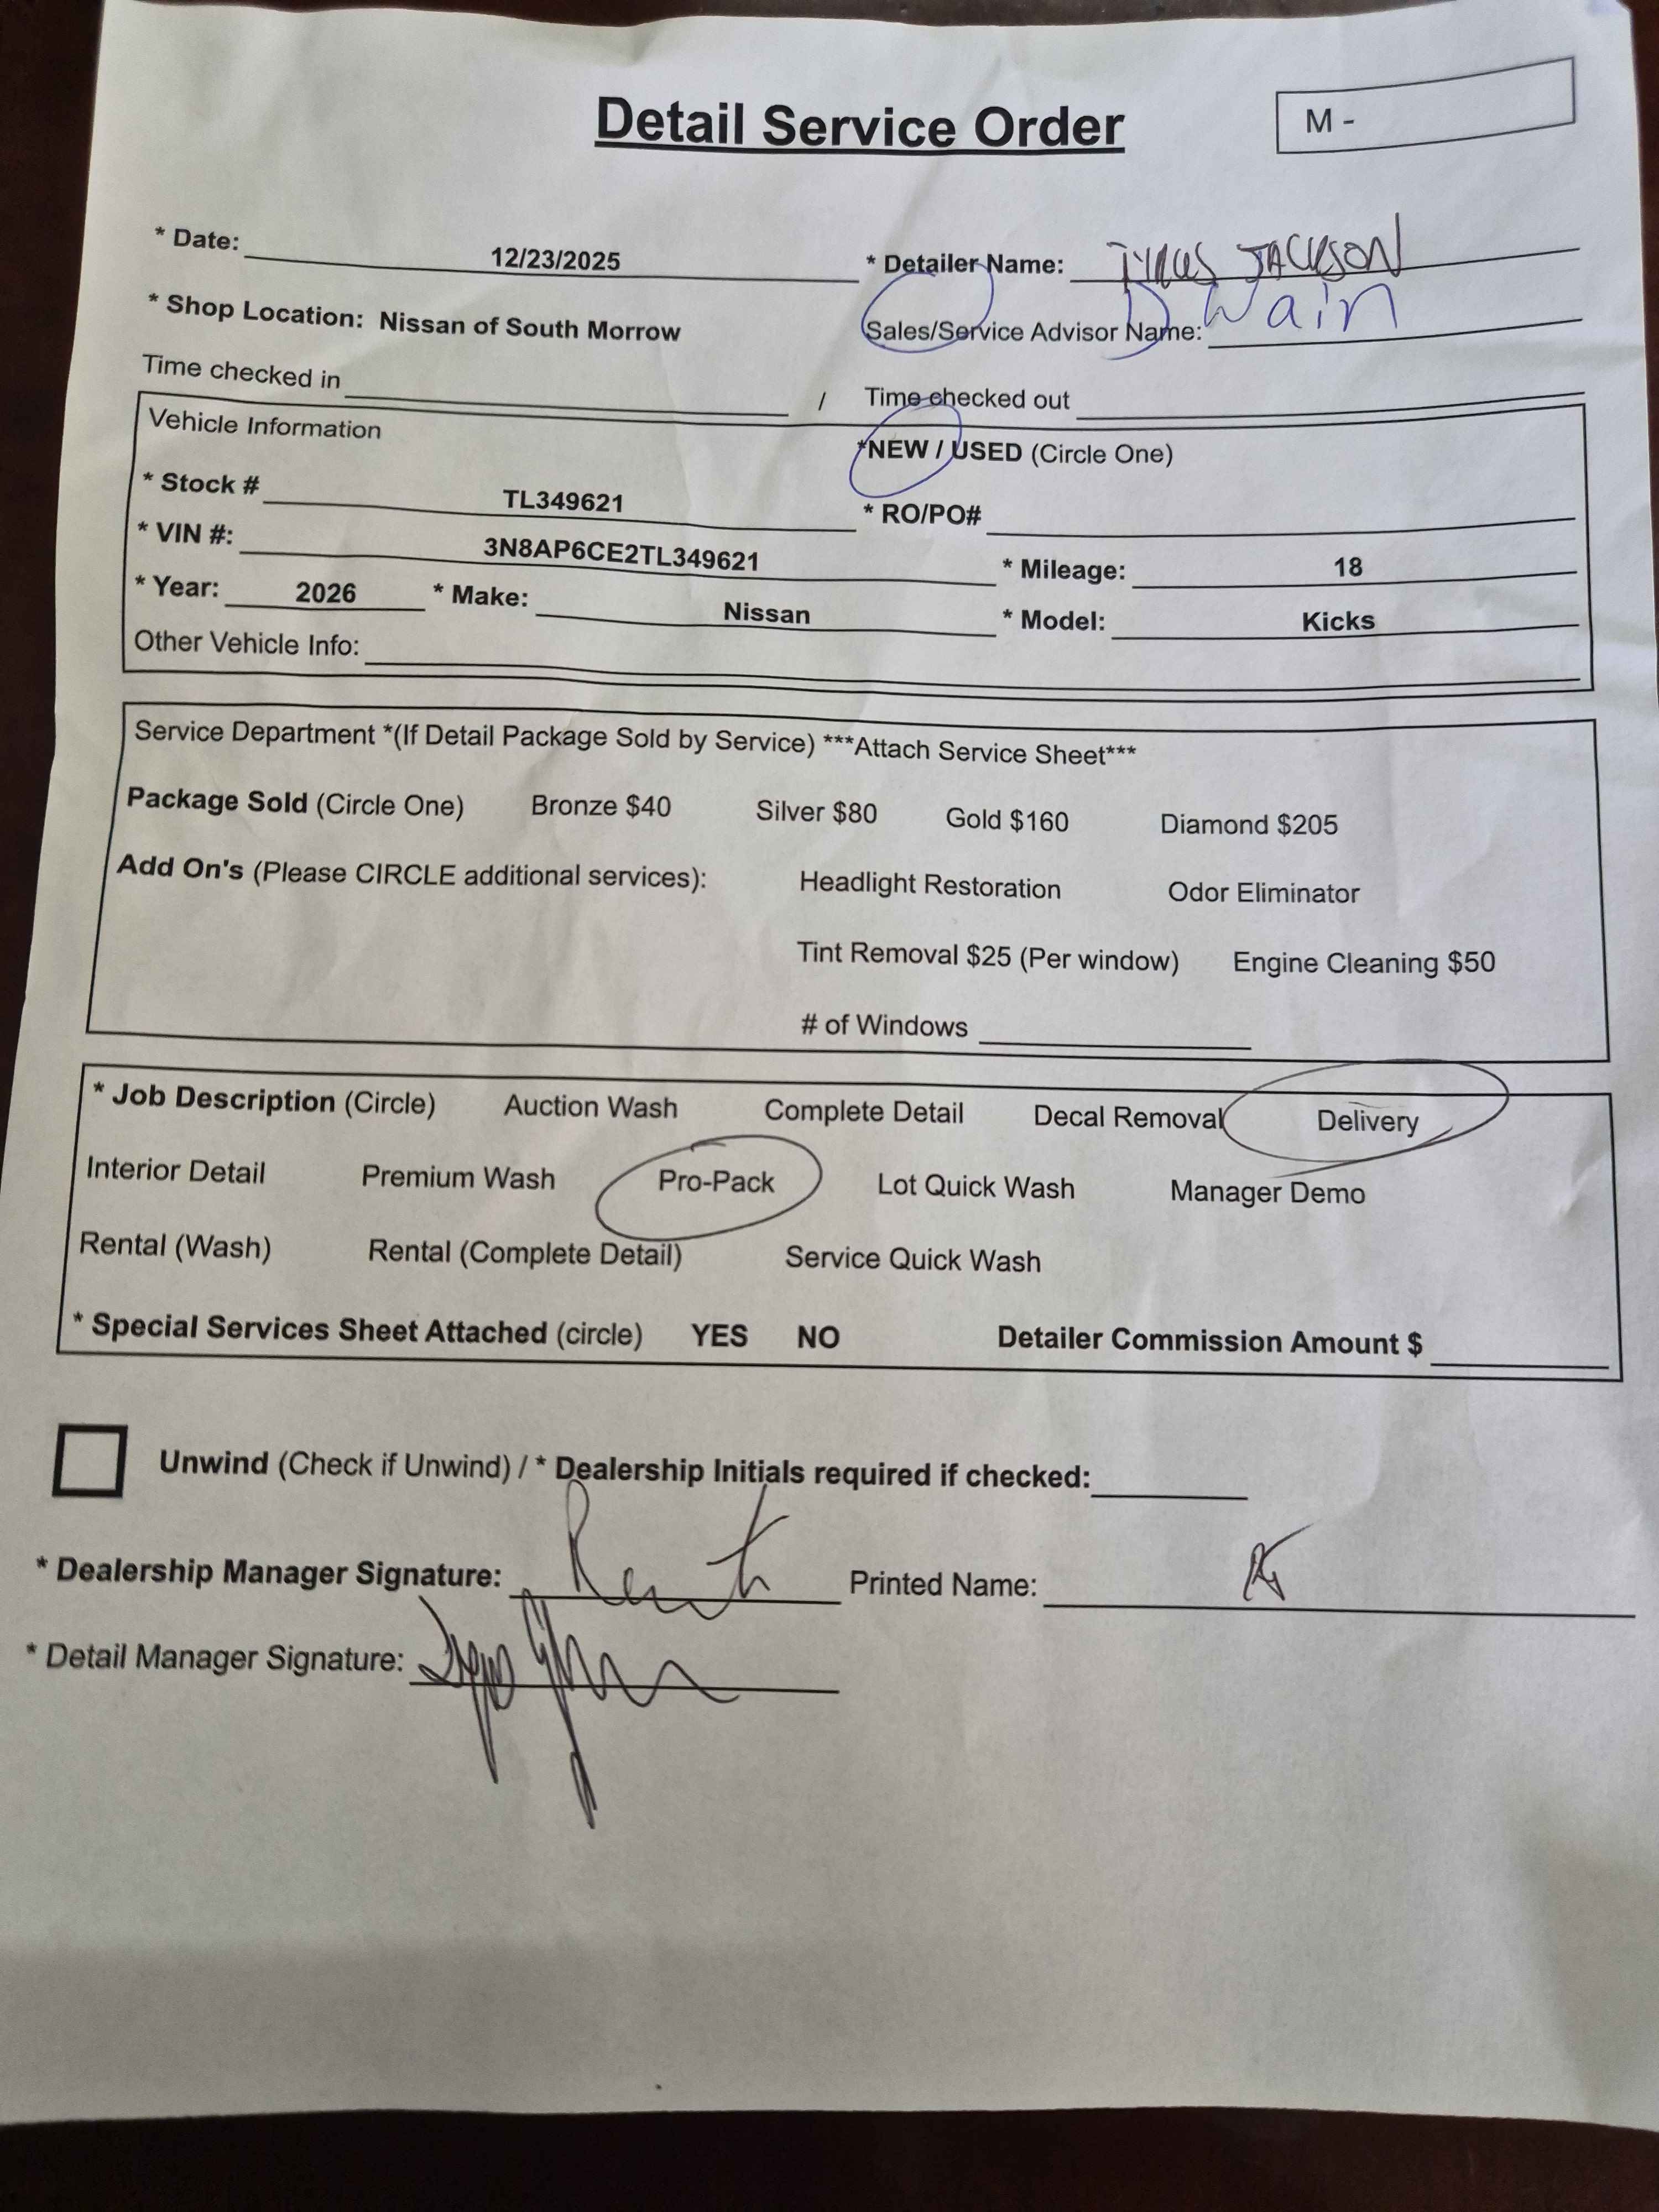 Detail Service Order
M -
* Date: 12/23/2025 * Detailer Name: JACKSON
* Shop Location: Nissan of South Morrow Sales/Service Advisor Name: Dwain
Time checked in / Time checked out
Vehicle Information *NEW / USED (Circle One)
* Stock # TL349621 * RO/PO#
* VIN #: 3N8AP6CE2TL349621 * Mileage: 18
* Year: 2026 * Make: Nissan * Model: Kicks
Other Vehicle Info:
Service Department *(If Detail Package Sold by Service) ***Attach Service Sheet***
Package Sold (Circle One) Bronze $40 Silver $80 Gold $160 Diamond $205
Add On's (Please CIRCLE additional services): Headlight Restoration Odor Eliminator
Tint Removal $25 (Per window) Engine Cleaning $50
# of Windows
* Job Description (Circle) Auction Wash Complete Detail Decal Removal Delivery
Interior Detail Premium Wash Pro-Pack Lot Quick Wash Manager Demo
Rental (Wash) Rental (Complete Detail) Service Quick Wash
* Special Services Sheet Attached (circle) YES NO Detailer Commission Amount $
Unwind (Check if Unwind) / * Dealership Initials required if checked:
* Dealership Manager Signature: Printed Name:
* Detail Manager Signature: